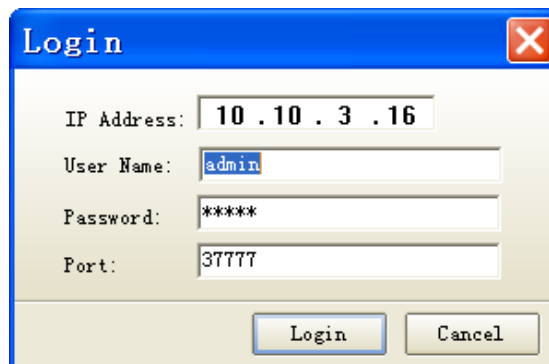 Login
IP Address: 10 . 10 . 3 . 16
User Name: admin
Password: *****
Port: 37777
Login Cancel